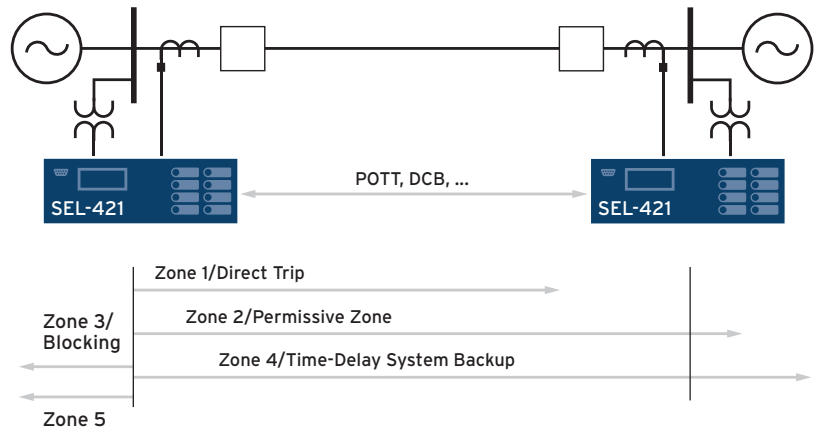 POTT, DCB, ...
SEL-421
SEL-421
Zone 1/Direct Trip
Zone 3/
Blocking
Zone 2/Permissive Zone
Zone 4/Time-Delay System Backup
Zone 5